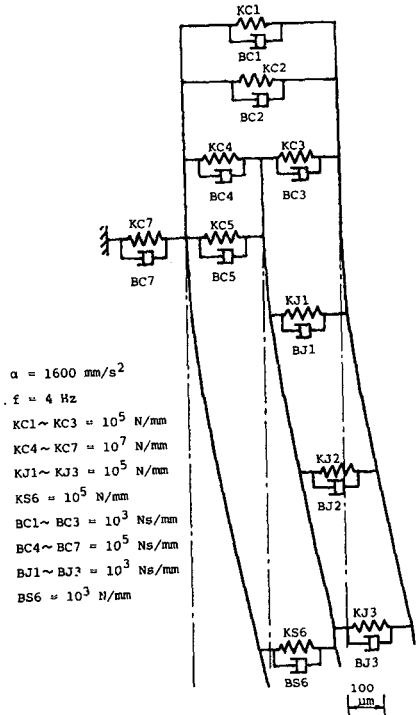 KC1
BC1
KC2
BC2
KC4
KC3
BC4
BC3
KC7
KC5
BC7
BC5
KJ1
BJ1
α = 1600 mm/s²
f = 4 Hz
KC1~KC3 = 10⁵ N/mm
KC4~KC7 = 10⁷ N/mm
KJ1~KJ3 = 10⁵ N/mm
KS6 = 10⁵ N/mm
BC1~BC3 = 10³ Ns/mm
BC4~BC7 = 10⁵ Ns/mm
BJ1~BJ3 = 10³ Ns/mm
BS6 = 10³ N/mm
KJ2
BJ2
KS6
BS6
KJ3
BJ3
100
μm